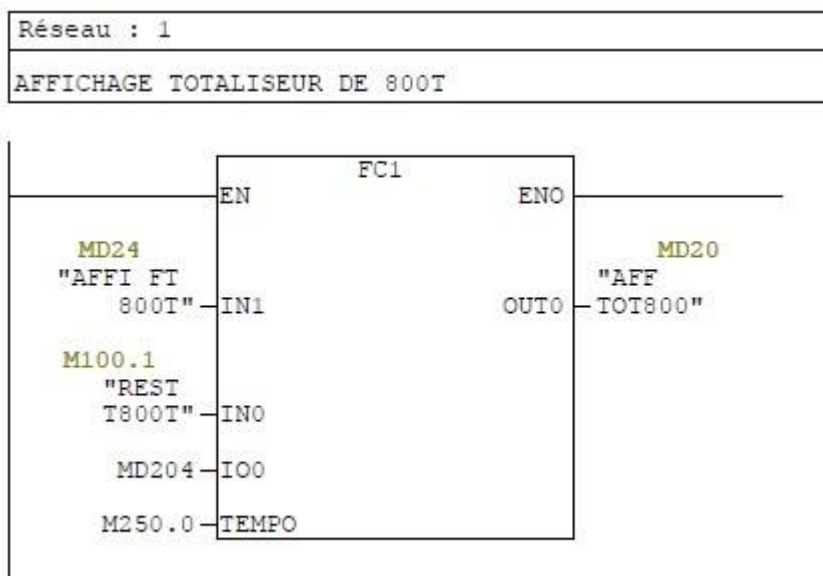 Réseau : 1
AFFICHAGE TOTALISEUR DE 800T
FC1
EN ENO
MD24 MD20
"AFFI FT "AFF
800T" IN1 OUT0 TOT800"
M100.1
"REST
T800T" IN0
MD204 IO0
M250.0 TEMPO